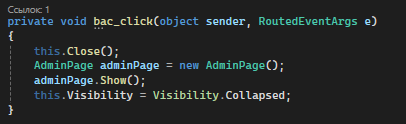 Ссылок: 1
private void bac_click(object sender, RoutedEventArgs e)
{
this.Close();
AdminPage adminPage = new AdminPage();
adminPage.Show();
this.Visibility = Visibility.Collapsed;
}